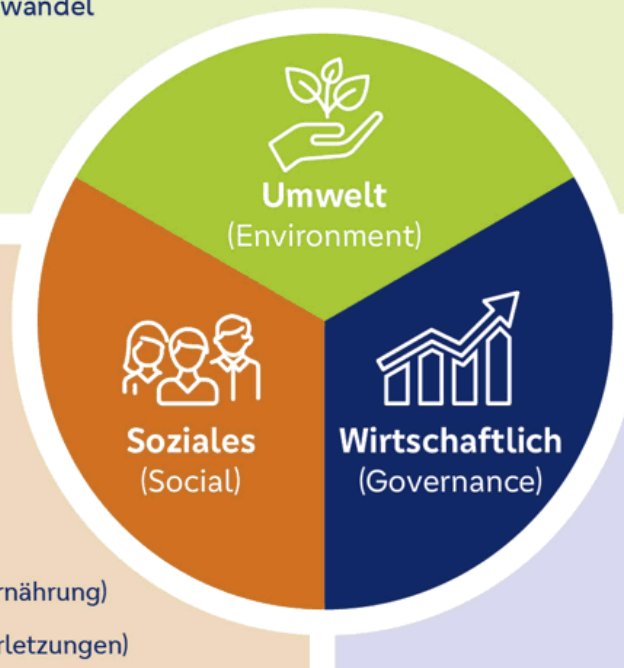 wandel
Umwelt
(Environment)
Soziales
(Social)
Wirtschaftlich
(Governance)
rnährung)
rletzungen)